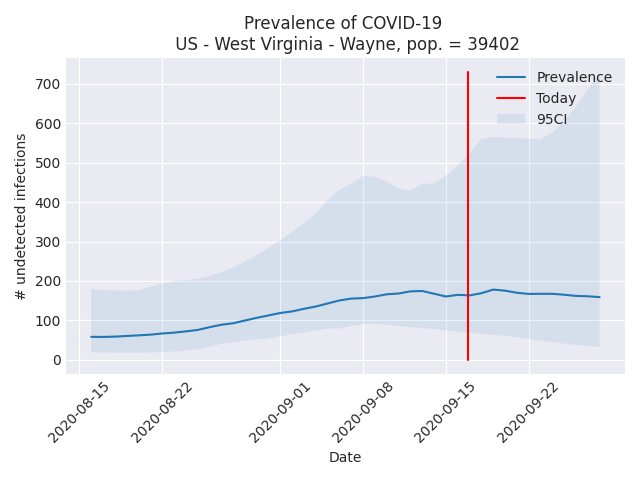 Prevalence of COVID-19
US - West Virginia - Wayne, pop. = 39402
Prevalence
Today
95CI
700
600
500
400
300
200
100
0
# undetected infections
2020-08-15
2020-08-22
2020-09-01
2020-09-08
2020-09-15
2020-09-22
Date